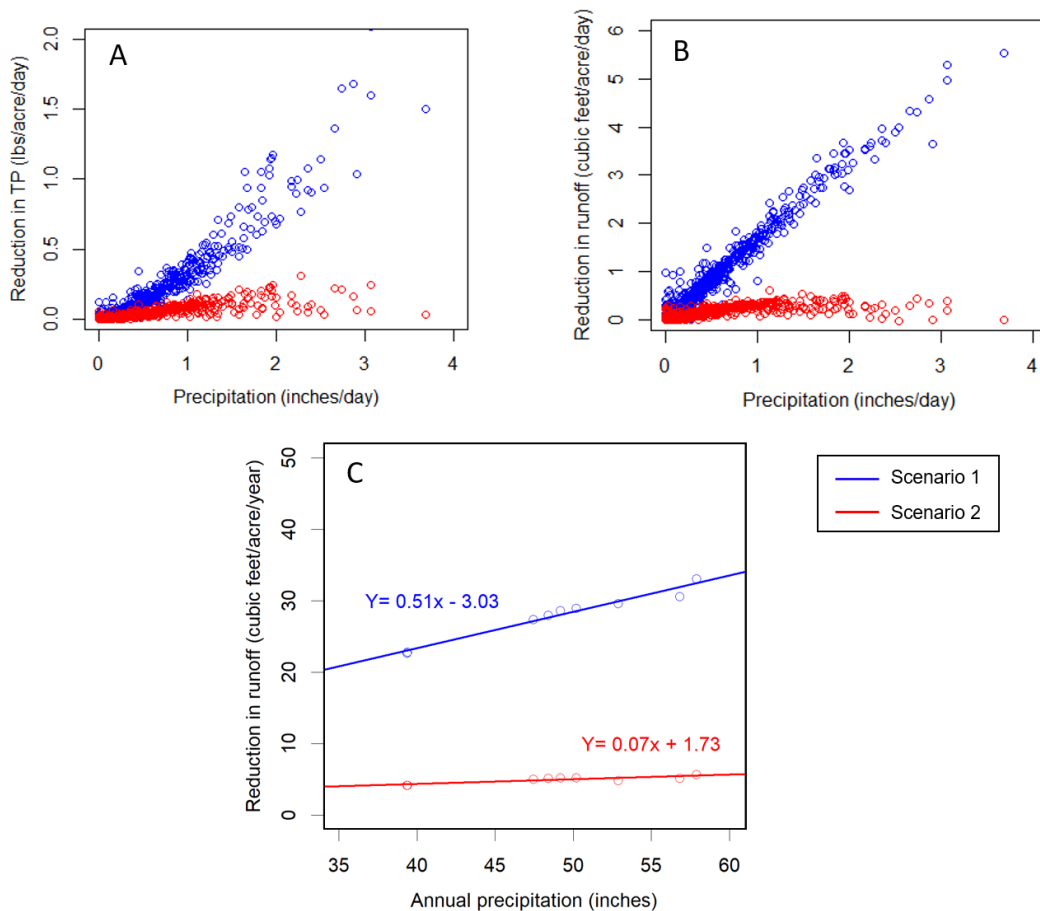 A
Reduction in TP (lbs/acre/day)
2.0
1.5
1.0
0.5
0.0
0 1 2 3 4
Precipitation (inches/day)
B
Reduction in runoff (cubic feet/acre/day)
6
5
4
3
2
1
0
0 1 2 3 4
Precipitation (inches/day)
C
Reduction in runoff (cubic feet/acre/year)
50
40
30
20
10
0
Y= 0.51x - 3.03
Y= 0.07x + 1.73
35 40 45 50 55 60
Annual precipitation (inches)
Scenario 1
Scenario 2